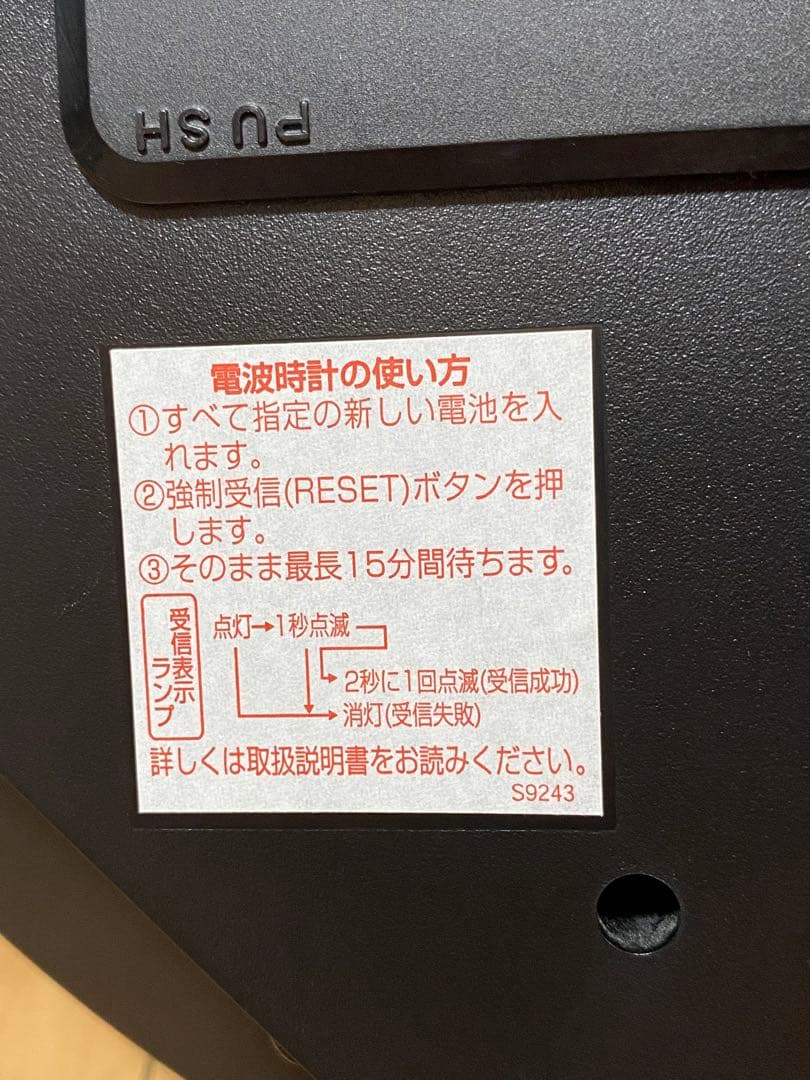 PUSH
電波時計の使い方
①すべて指定の新しい電池を入
れます。
②強制受信(RESET)ボタンを押
します。
③そのまま最長15分間待ちます。
受信表示
ランプ
点灯→1秒点滅
2秒に1回点滅(受信成功)
消灯(受信失敗)
詳しくは取扱説明書をお読みください。
S9243